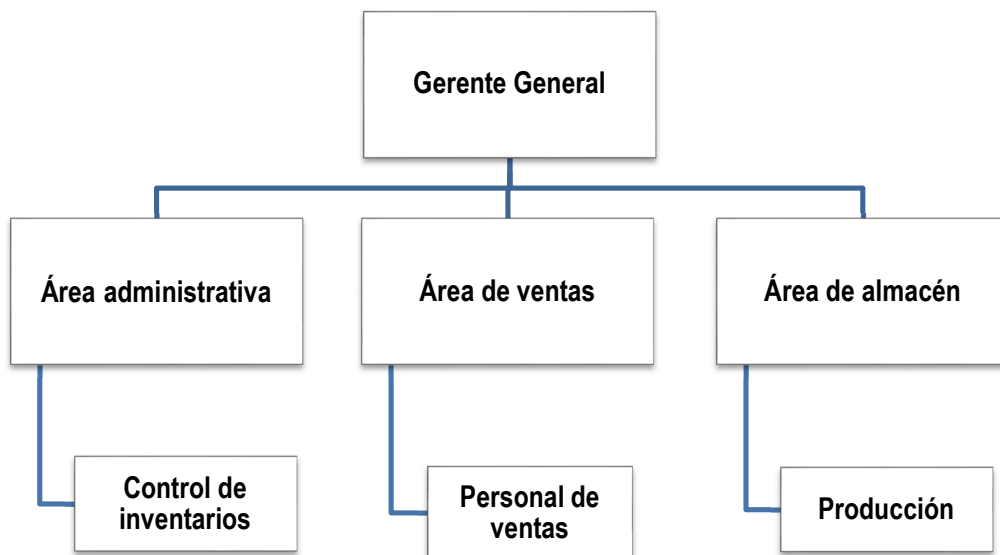 Gerente General
Área administrativa
Área de ventas
Área de almacén
Control de
inventarios
Personal de
ventas
Producción